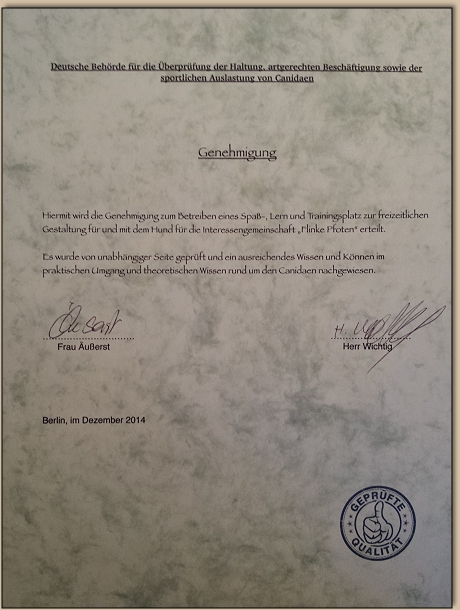 Deutsche Behörde für die Überprüfung der Haltung, artgerechten Beschäftigung sowie der
sportlichen Auslastung von Canidaen
Genehmigung
Hiermit wird die Genehmigung zum Betreiben eines Spaß-, Lern und Trainingsplatz zur freizeitlichen
Gestaltung für und mit dem Hund für die Interessengemeinschaft „Flinke Pfoten“ erteilt.
Es wurde von unabhängiger Seite geprüft und ein ausreichendes Wissen und Können im
praktischen Umgang und theoretischen Wissen rund um den Canidaen nachgewiesen.
Frau Äußerst
Herr Wichtig
Berlin, im Dezember 2014
GEPRÜFTE
QUALITÄT